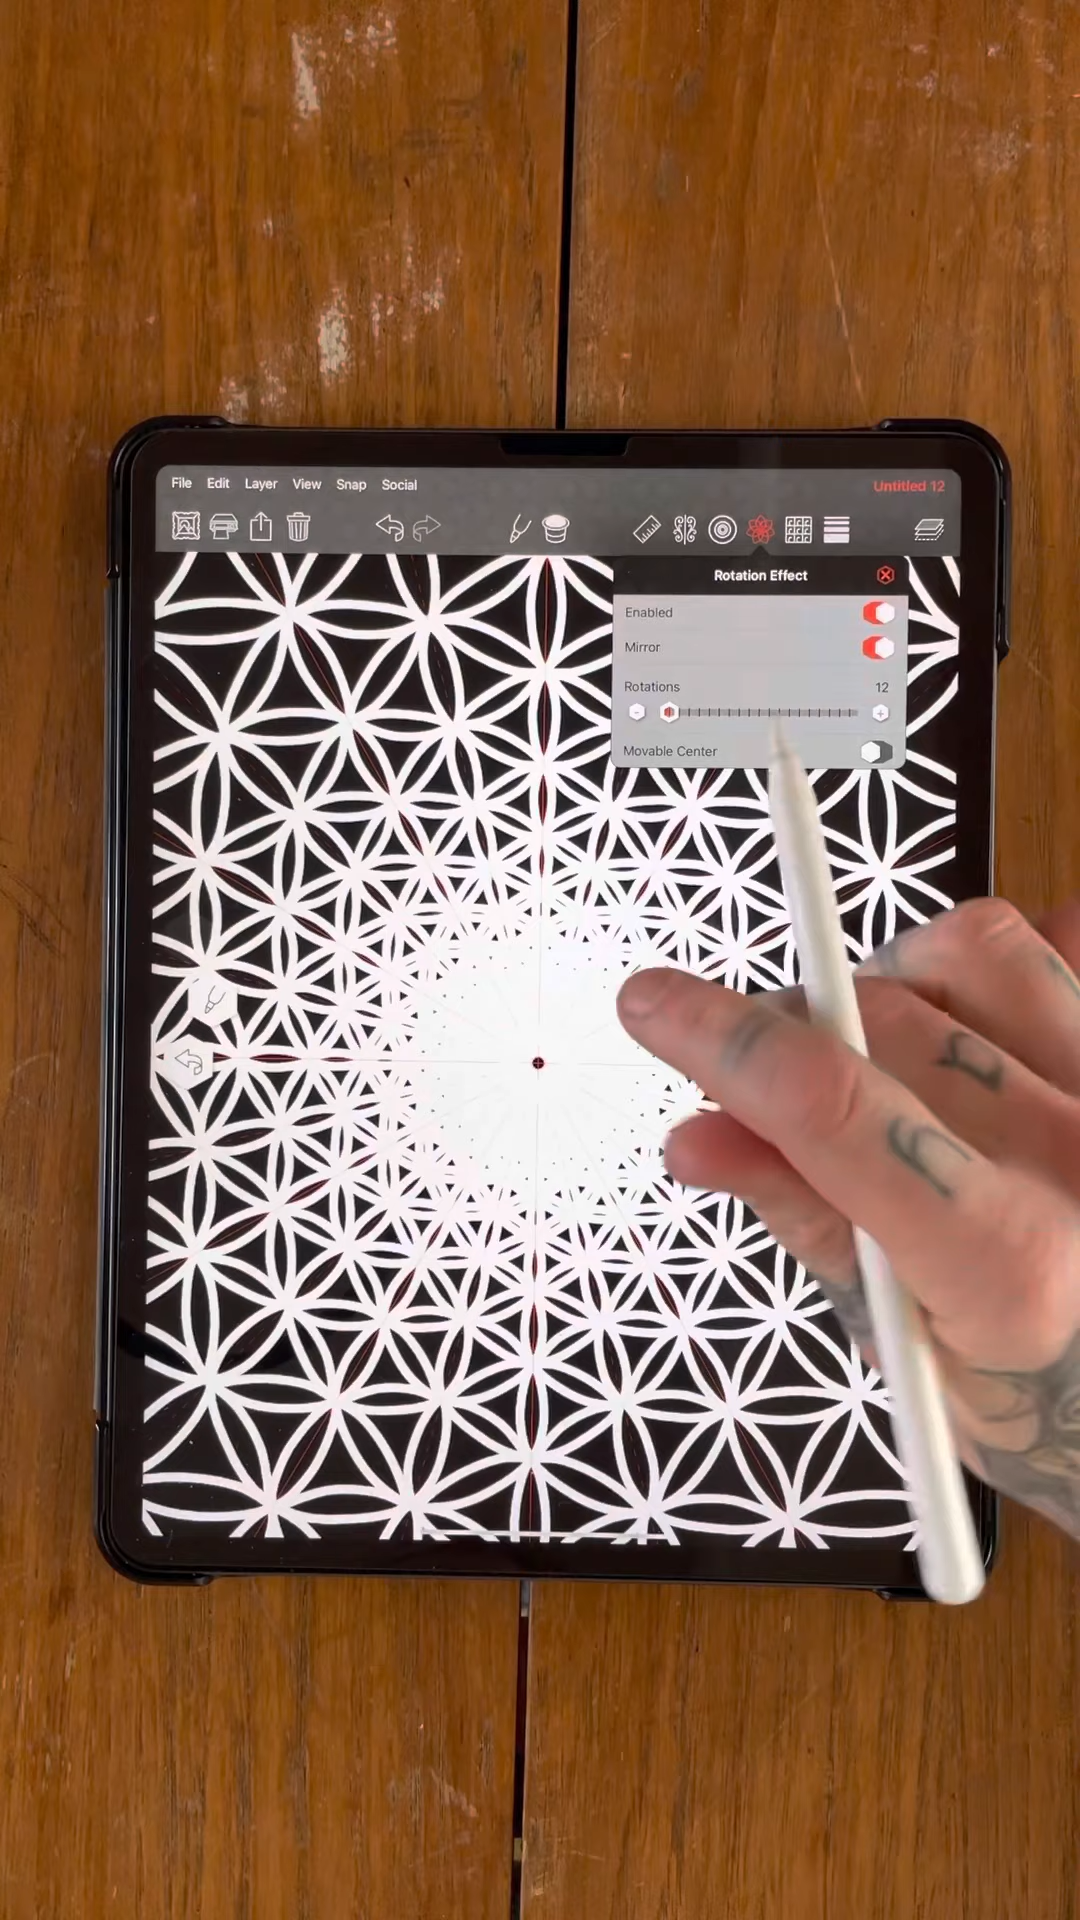 File Edit Layer View Snap Social
Untitled 12
Rotation Effect
Enabled
Mirror
Rotations 12
Movable Center